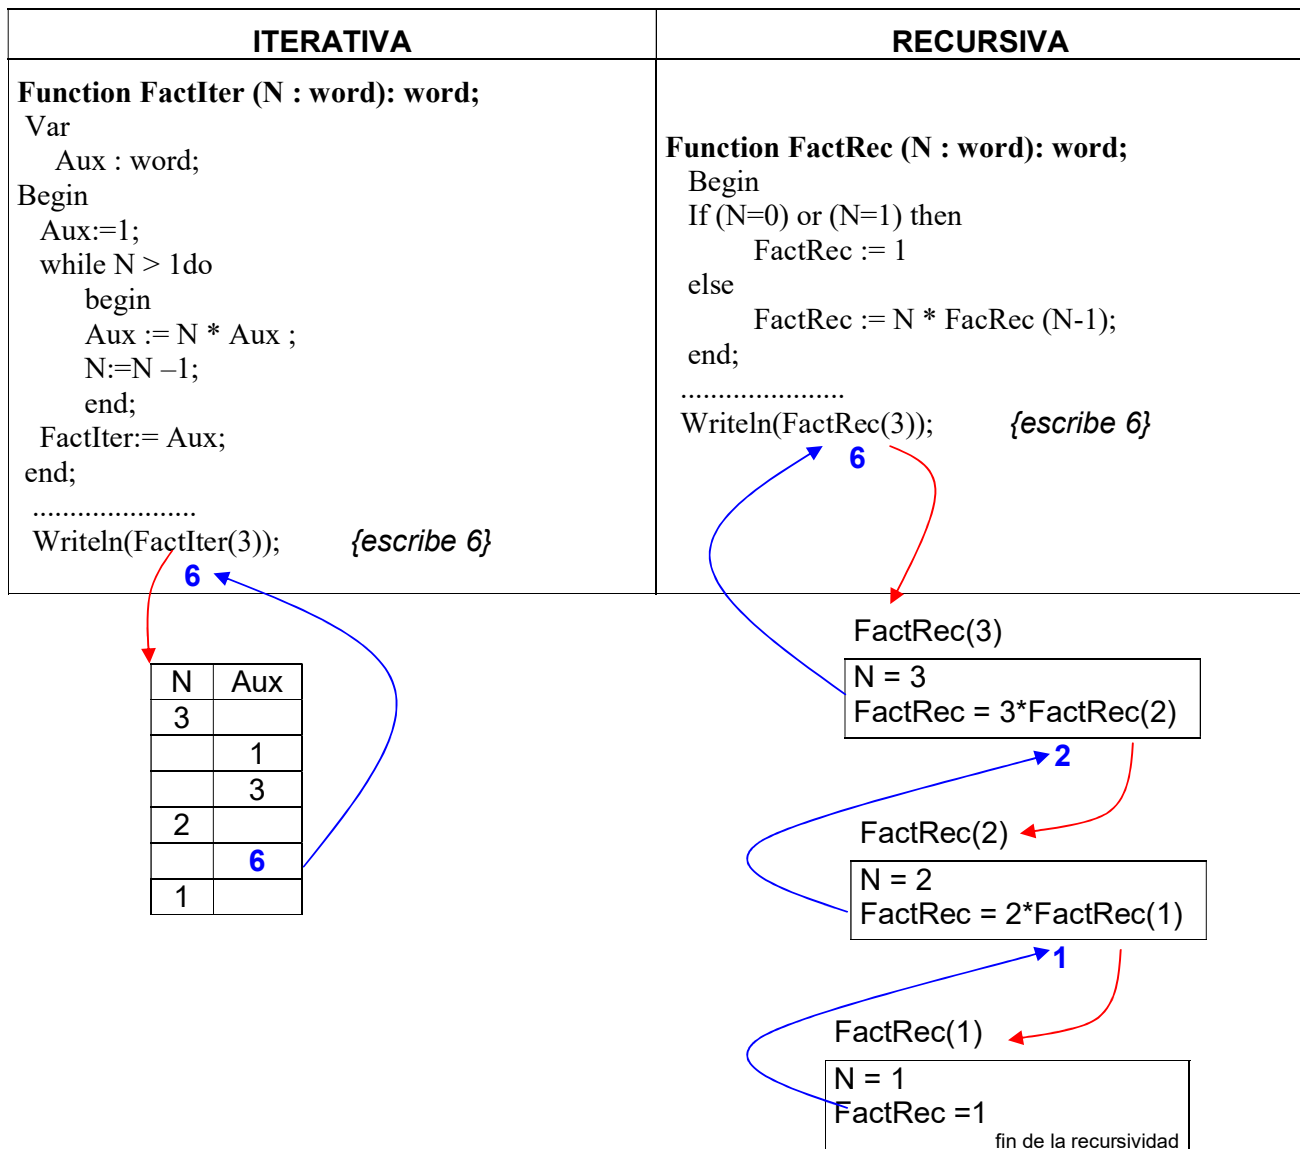 ITERATIVA
Function FactIter (N : word): word;
Var
Aux : word;
Begin
Aux:=1;
while N > 1do
begin
Aux := N * Aux ;
N:=N –1;
end;
FactIter:= Aux;
end;
......................
Writeln(FactIter(3)); {escribe 6}
6
N Aux
3
1
3
2
6
1
RECURSIVA
Function FactRec (N : word): word;
Begin
If (N=0) or (N=1) then
FactRec := 1
else
FactRec := N * FacRec (N-1);
end;
......................
Writeln(FactRec(3)); {escribe 6}
6
FactRec(3)
N = 3
FactRec = 3*FactRec(2)
2
FactRec(2)
N = 2
FactRec = 2*FactRec(1)
1
FactRec(1)
N = 1
FactRec =1
fin de la recursividad